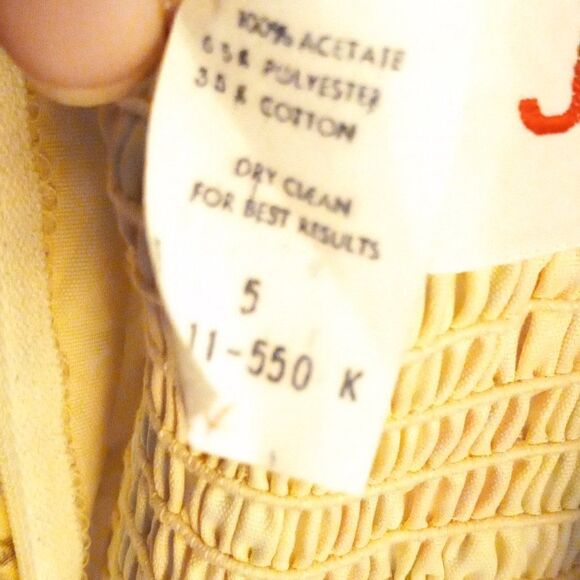 100% ACETATE
65% POLYESTER
35% COTTON
DRY CLEAN
FOR BEST RESULTS
5
11-550 K
J